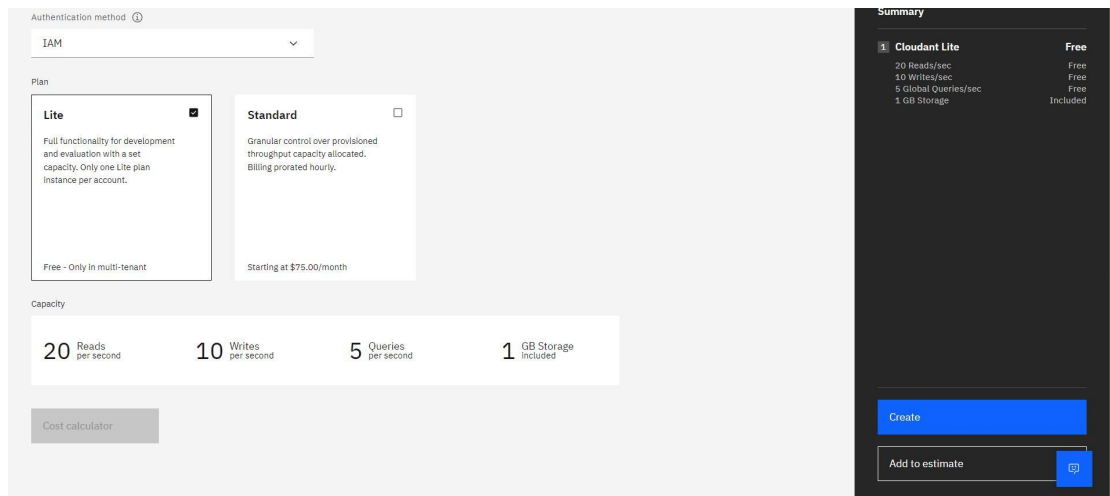 Authentication method
IAM
Plan
Lite
Full functionality for development
and evaluation with a set
capacity. Only one Lite plan
instance per account.
Free - Only in multi-tenant
Standard
Granular control over provisioned
throughput capacity allocated.
Billing prorated hourly.
Starting at $75.00/month
Capacity
20 Reads per second
10 Writes per second
5 Queries per second
1 GB Storage included
Cost calculator
Summary
1 Cloudant Lite Free
20 Reads/sec Free
10 Writes/sec Free
5 Global Queries/sec Free
1 GB Storage Included
Create
Add to estimate